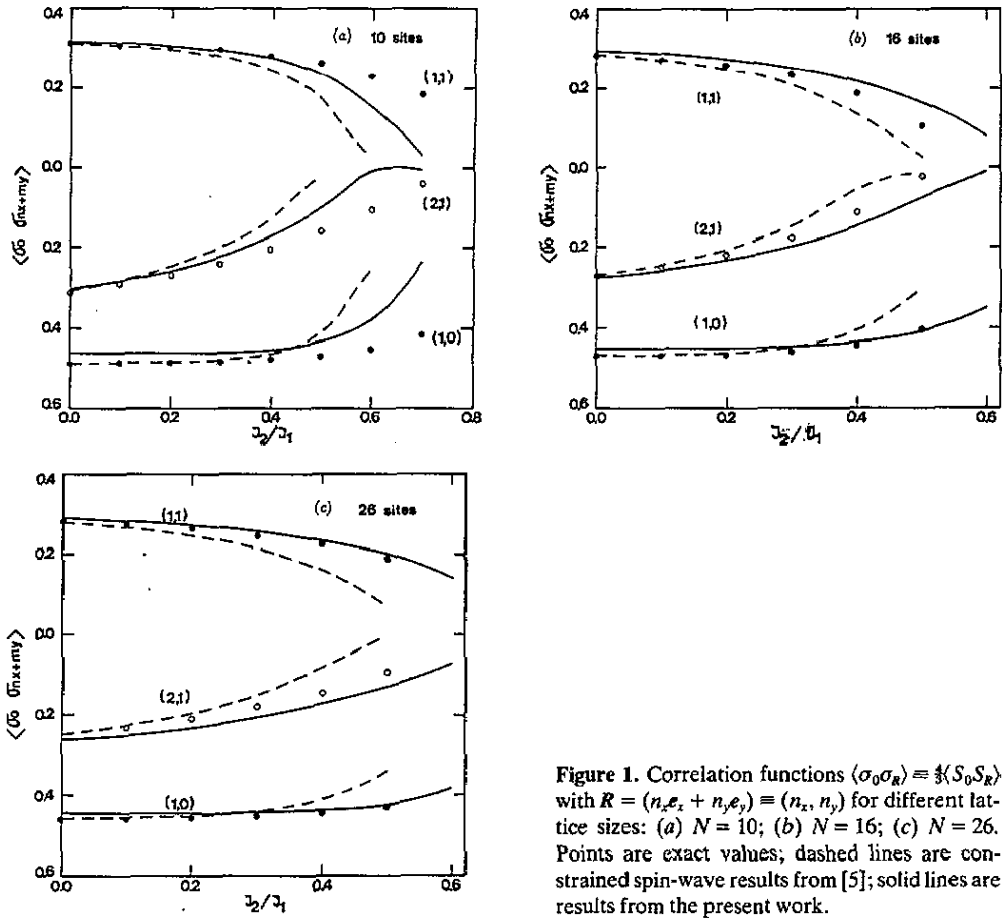 0.4
(a) 10 sites
0.2
(1,1)
0.0
(2,1)
0.2
0.4
(1,0)
0.6
0.0 0.2 0.4 0.6 0.8
J₂/J₁
⟨σ₀ σnx+my⟩
0.4
(b) 16 sites
0.2
(1,1)
0.0
(2,1)
0.2
(1,0)
0.4
0.6
0.0 0.2 0.4 0.6
J₂/J₁
⟨σ₀ σnx+my⟩
0.4
(1,1)
(c) 26 sites
0.2
0.0
(2,1)
0.2
(1,0)
0.4
0.6
0.0 0.2 0.4 0.6
J₂/J₁
⟨σ₀ σnx+my⟩
Figure 1. Correlation functions ⟨σ₀σ_R⟩ ≡ ⁴⁄₃⟨S₀S_R⟩
with R = (nₓeₓ + n_ye_y) ≡ (nₓ, n_y) for different lat-
tice sizes: (a) N = 10; (b) N = 16; (c) N = 26.
Points are exact values; dashed lines are con-
strained spin-wave results from [5]; solid lines are
results from the present work.